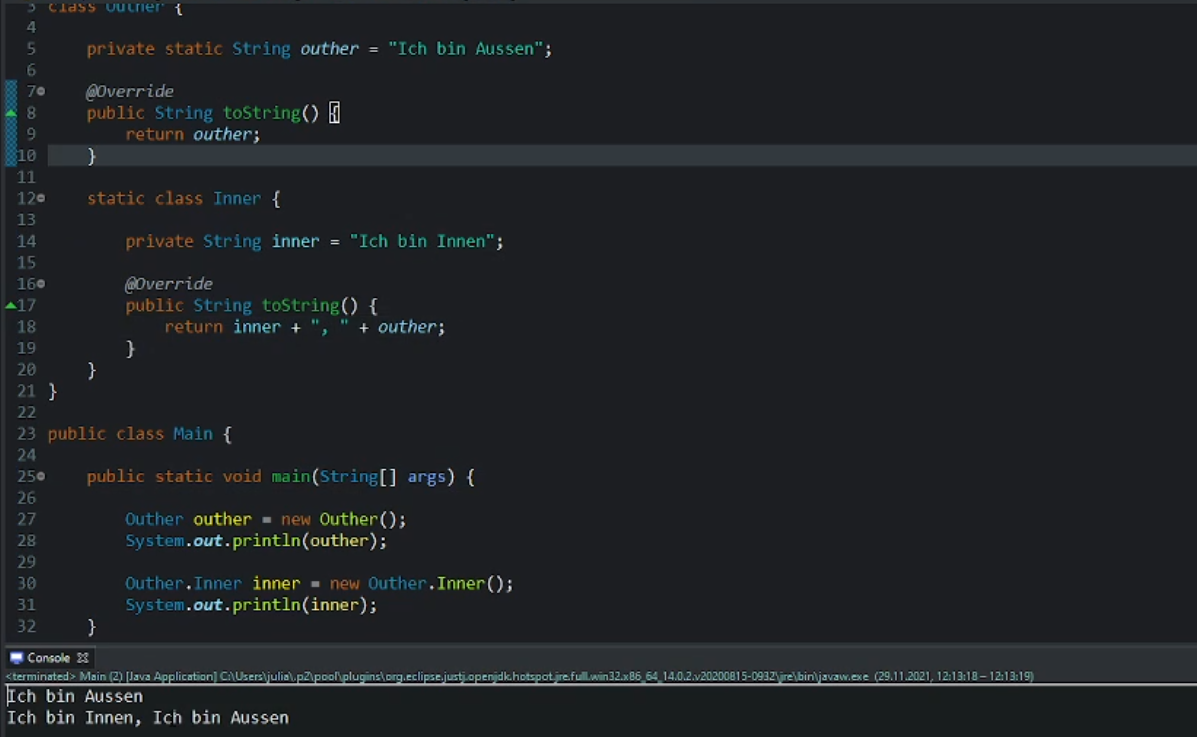 3 class Outher {
4
5     private static String outher = "Ich bin Aussen";
6
7     @Override
8     public String toString() {
9         return outher;
10     }
11
12     static class Inner {
13
14         private String inner = "Ich bin Innen";
15
16         @Override
17         public String toString() {
18             return inner + ", " + outher;
19         }
20     }
21 }
22
23 public class Main {
24
25     public static void main(String[] args) {
26
27         Outher outher = new Outher();
28         System.out.println(outher);
29
30         Outher.Inner inner = new Outher.Inner();
31         System.out.println(inner);
32     }
Console
<terminated> Main (2) [Java Application] C:\Users\julia\.p2\pool\plugins\org.eclipse.justj.openjdk.hotspot.jre.full.win32.x86_64_14.0.2.v20200815-0932\jre\bin\javaw.exe (29.11.2021, 12:13:18 – 12:13:19)
Ich bin Aussen
Ich bin Innen, Ich bin Aussen